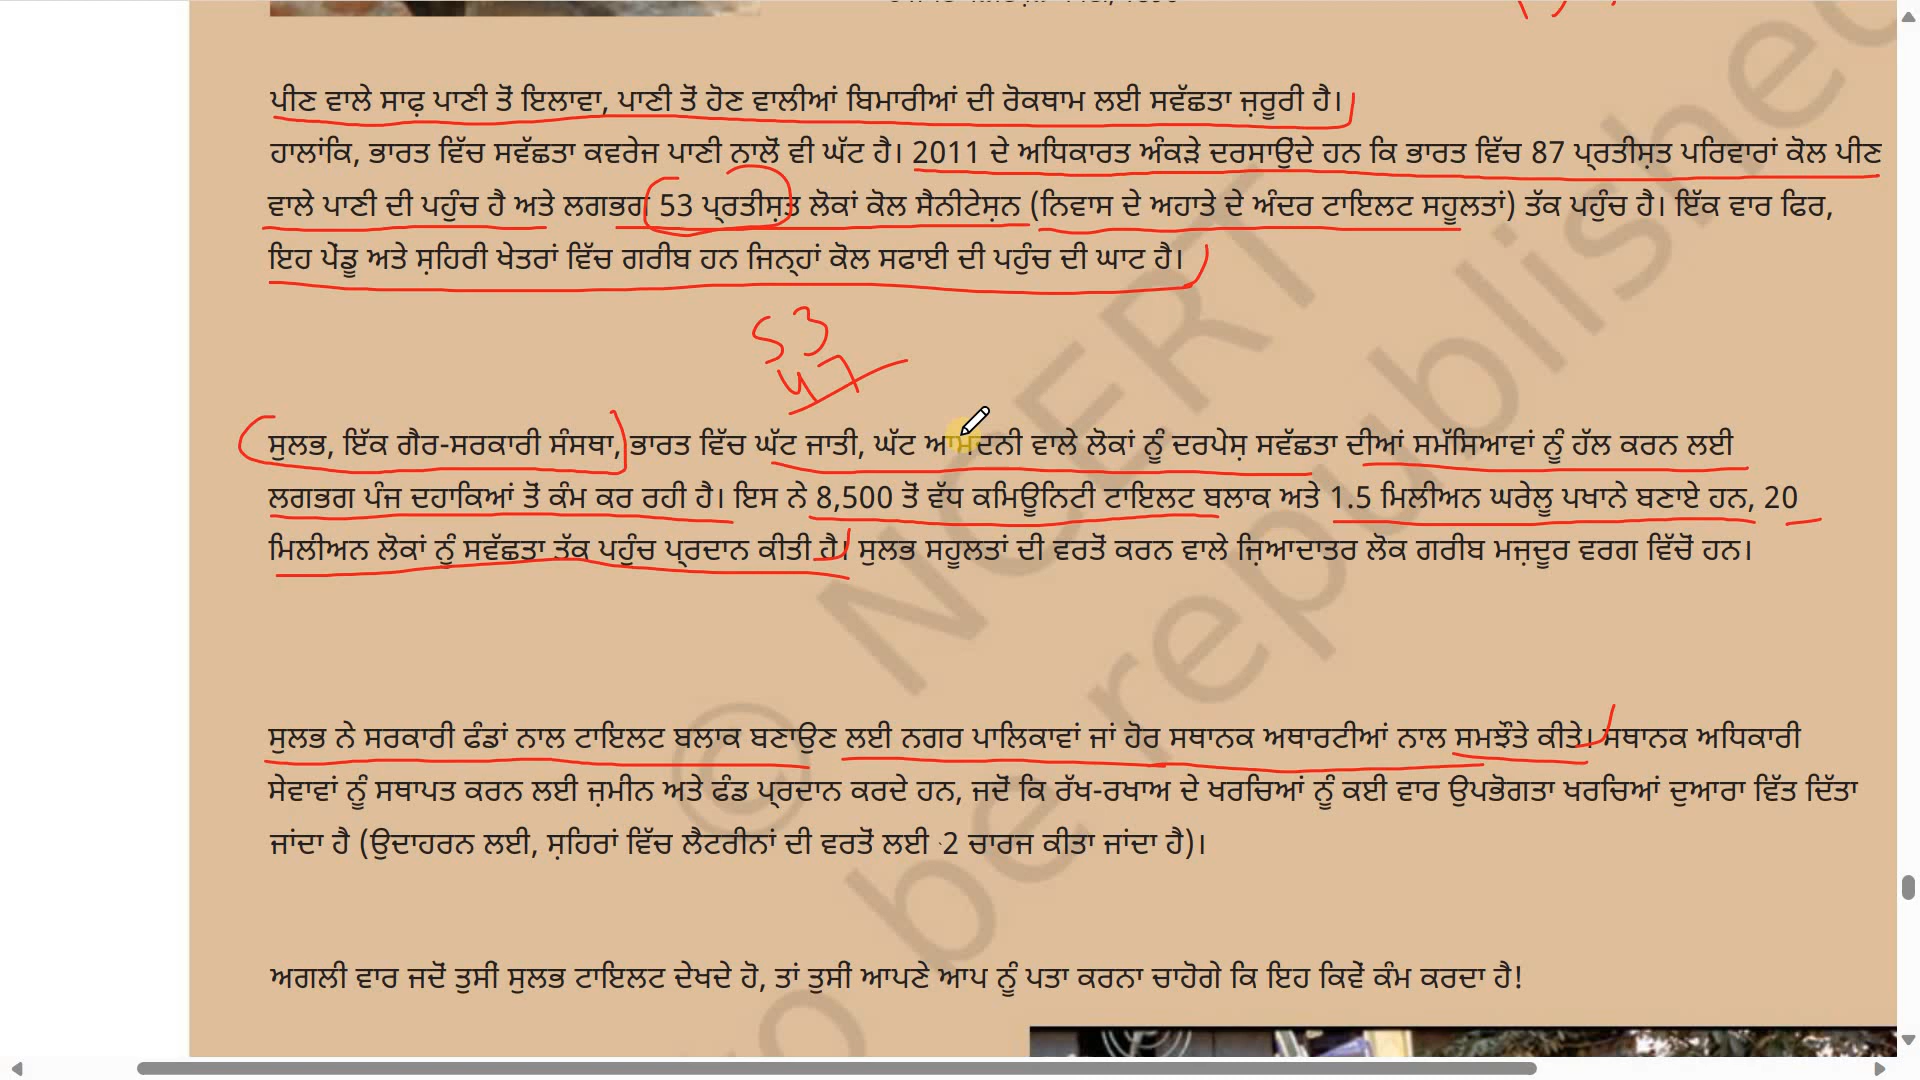 ਪੀਣ ਵਾਲੇ ਸਾਫ਼ ਪਾਣੀ ਤੋਂ ਇਲਾਵਾ, ਪਾਣੀ ਤੋਂ ਹੋਣ ਵਾਲੀਆਂ ਬਿਮਾਰੀਆਂ ਦੀ ਰੋਕਥਾਮ ਲਈ ਸਵੱਛਤਾ ਜ਼ਰੂਰੀ ਹੈ।
ਹਾਲਾਂਕਿ, ਭਾਰਤ ਵਿੱਚ ਸਵੱਛਤਾ ਕਵਰੇਜ ਪਾਣੀ ਨਾਲੋਂ ਵੀ ਘੱਟ ਹੈ। 2011 ਦੇ ਅਧਿਕਾਰਤ ਅੰਕੜੇ ਦਰਸਾਉਂਦੇ ਹਨ ਕਿ ਭਾਰਤ ਵਿੱਚ 87 ਪ੍ਰਤੀਸ਼ਤ ਪਰਿਵਾਰਾਂ ਕੋਲ ਪੀਣ
ਵਾਲੇ ਪਾਣੀ ਦੀ ਪਹੁੰਚ ਹੈ ਅਤੇ ਲਗਭਗ 53 ਪ੍ਰਤੀਸ਼ਤ ਲੋਕਾਂ ਕੋਲ ਸੈਨੀਟੇਸ਼ਨ (ਨਿਵਾਸ ਦੇ ਅਹਾਤੇ ਦੇ ਅੰਦਰ ਟਾਇਲਟ ਸਹੂਲਤਾਂ) ਤੱਕ ਪਹੁੰਚ ਹੈ। ਇੱਕ ਵਾਰ ਫਿਰ,
ਇਹ ਪੇਂਡੂ ਅਤੇ ਸ਼ਹਿਰੀ ਖੇਤਰਾਂ ਵਿੱਚ ਗਰੀਬ ਹਨ ਜਿਨ੍ਹਾਂ ਕੋਲ ਸਫਾਈ ਦੀ ਪਹੁੰਚ ਦੀ ਘਾਟ ਹੈ।
53
47
ਸੁਲਭ, ਇੱਕ ਗੈਰ-ਸਰਕਾਰੀ ਸੰਸਥਾ, ਭਾਰਤ ਵਿੱਚ ਘੱਟ ਜਾਤੀ, ਘੱਟ ਆਮਦਨੀ ਵਾਲੇ ਲੋਕਾਂ ਨੂੰ ਦਰਪੇਸ਼ ਸਵੱਛਤਾ ਦੀਆਂ ਸਮੱਸਿਆਵਾਂ ਨੂੰ ਹੱਲ ਕਰਨ ਲਈ
ਲਗਭਗ ਪੰਜ ਦਹਾਕਿਆਂ ਤੋਂ ਕੰਮ ਕਰ ਰਹੀ ਹੈ। ਇਸ ਨੇ 8,500 ਤੋਂ ਵੱਧ ਕਮਿਊਨਿਟੀ ਟਾਇਲਟ ਬਲਾਕ ਅਤੇ 1.5 ਮਿਲੀਅਨ ਘਰੇਲੂ ਪਖਾਨੇ ਬਣਾਏ ਹਨ, 20
ਮਿਲੀਅਨ ਲੋਕਾਂ ਨੂੰ ਸਵੱਛਤਾ ਤੱਕ ਪਹੁੰਚ ਪ੍ਰਦਾਨ ਕੀਤੀ ਹੈ। ਸੁਲਭ ਸਹੂਲਤਾਂ ਦੀ ਵਰਤੋਂ ਕਰਨ ਵਾਲੇ ਜ਼ਿਆਦਾਤਰ ਲੋਕ ਗਰੀਬ ਮਜ਼ਦੂਰ ਵਰਗ ਵਿੱਚੋਂ ਹਨ।
ਸੁਲਭ ਨੇ ਸਰਕਾਰੀ ਫੰਡਾਂ ਨਾਲ ਟਾਇਲਟ ਬਲਾਕ ਬਣਾਉਣ ਲਈ ਨਗਰ ਪਾਲਿਕਾਵਾਂ ਜਾਂ ਹੋਰ ਸਥਾਨਕ ਅਥਾਰਟੀਆਂ ਨਾਲ ਸਮਝੌਤੇ ਕੀਤੇ। ਸਥਾਨਕ ਅਧਿਕਾਰੀ
ਸੇਵਾਵਾਂ ਨੂੰ ਸਥਾਪਤ ਕਰਨ ਲਈ ਜ਼ਮੀਨ ਅਤੇ ਫੰਡ ਪ੍ਰਦਾਨ ਕਰਦੇ ਹਨ, ਜਦੋਂ ਕਿ ਰੱਖ-ਰਖਾਅ ਦੇ ਖਰਚਿਆਂ ਨੂੰ ਕਈ ਵਾਰ ਉਪਭੋਗਤਾ ਖਰਚਿਆਂ ਦੁਆਰਾ ਵਿੱਤ ਦਿੱਤਾ
ਜਾਂਦਾ ਹੈ (ਉਦਾਹਰਨ ਲਈ, ਸ਼ਹਿਰਾਂ ਵਿੱਚ ਲੈਟਰੀਨਾਂ ਦੀ ਵਰਤੋਂ ਲਈ `2 ਚਾਰਜ ਕੀਤਾ ਜਾਂਦਾ ਹੈ)।
ਅਗਲੀ ਵਾਰ ਜਦੋਂ ਤੁਸੀਂ ਸੁਲਭ ਟਾਇਲਟ ਦੇਖਦੇ ਹੋ, ਤਾਂ ਤੁਸੀਂ ਆਪਣੇ ਆਪ ਨੂੰ ਪਤਾ ਕਰਨਾ ਚਾਹੋਗੇ ਕਿ ਇਹ ਕਿਵੇਂ ਕੰਮ ਕਰਦਾ ਹੈ!
© NCERT
to be republished